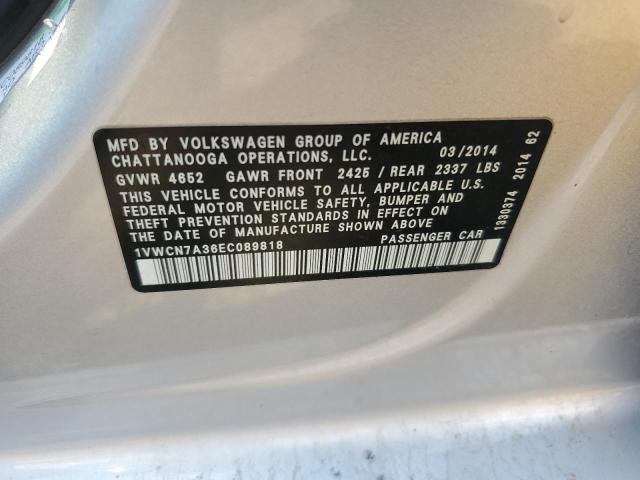 MFD BY VOLKSWAGEN GROUP OF AMERICA
CHATTANOOGA OPERATIONS, LLC. 03/2014
GVWR 4652 GAWR FRONT 2425 / REAR 2337 LBS
THIS VEHICLE CONFORMS TO ALL APPLICABLE U.S.
FEDERAL MOTOR VEHICLE SAFETY, BUMPER AND
THEFT PREVENTION STANDARDS IN EFFECT ON
DATE OF MANUFACTURE SHOWN ABOVE
1VWCN7A36EC089818 PASSENGER CAR
1330374 2014 62